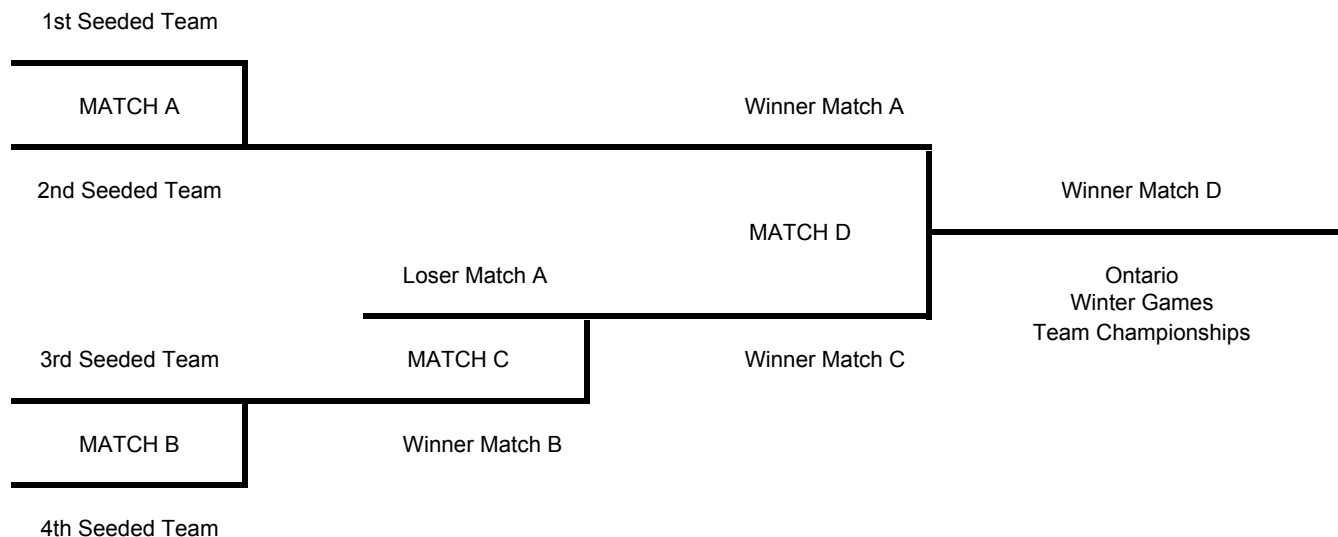 1st Seeded Team
MATCH A
Winner Match A
2nd Seeded Team
Winner Match D
MATCH D
Loser Match A
Ontario
Winter Games
Team Championships
3rd Seeded Team
MATCH C
Winner Match C
MATCH B
Winner Match B
4th Seeded Team